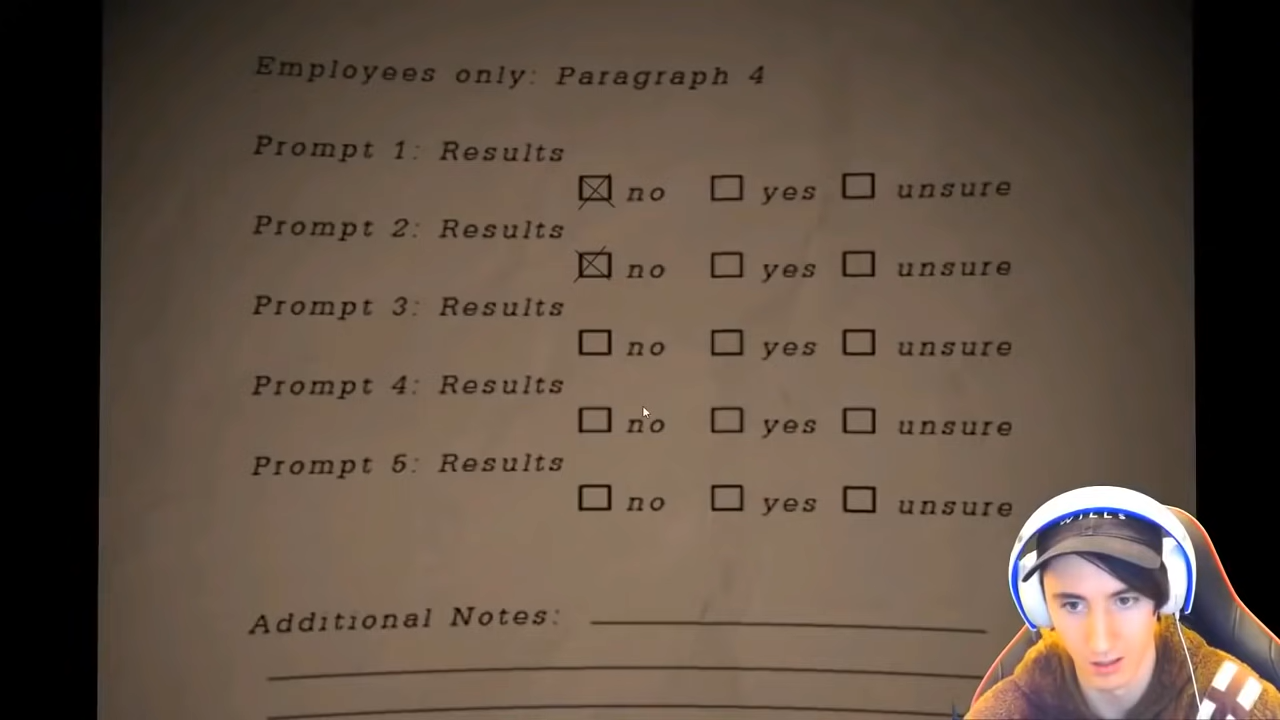 Employees only: Paragraph 4
Prompt 1: Results
no yes unsure
Prompt 2: Results
no yes unsure
Prompt 3: Results
no yes unsure
Prompt 4: Results
no yes unsure
Prompt 5: Results
no yes unsure
Additional Notes: